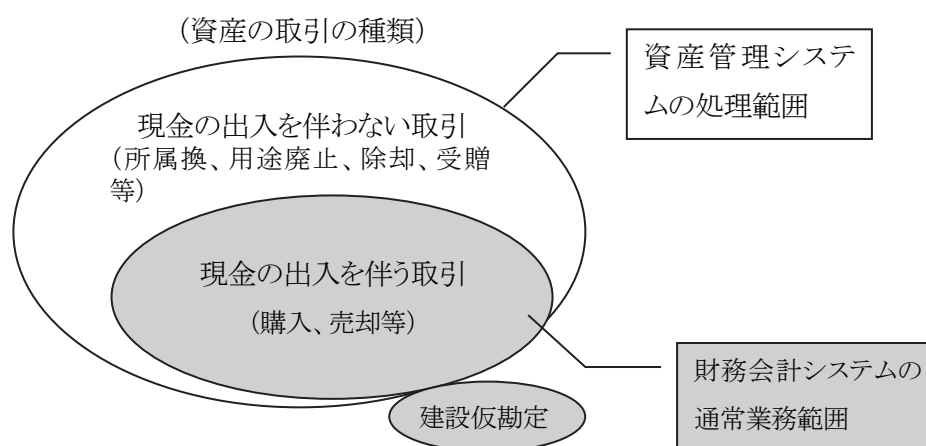 (資産の取引の種類)
資産管理システ
ムの処理範囲
現金の出入を伴わない取引
(所属換、用途廃止、除却、受贈
等)
現金の出入を伴う取引
(購入、売却等)
財務会計システムの
通常業務範囲
建設仮勘定